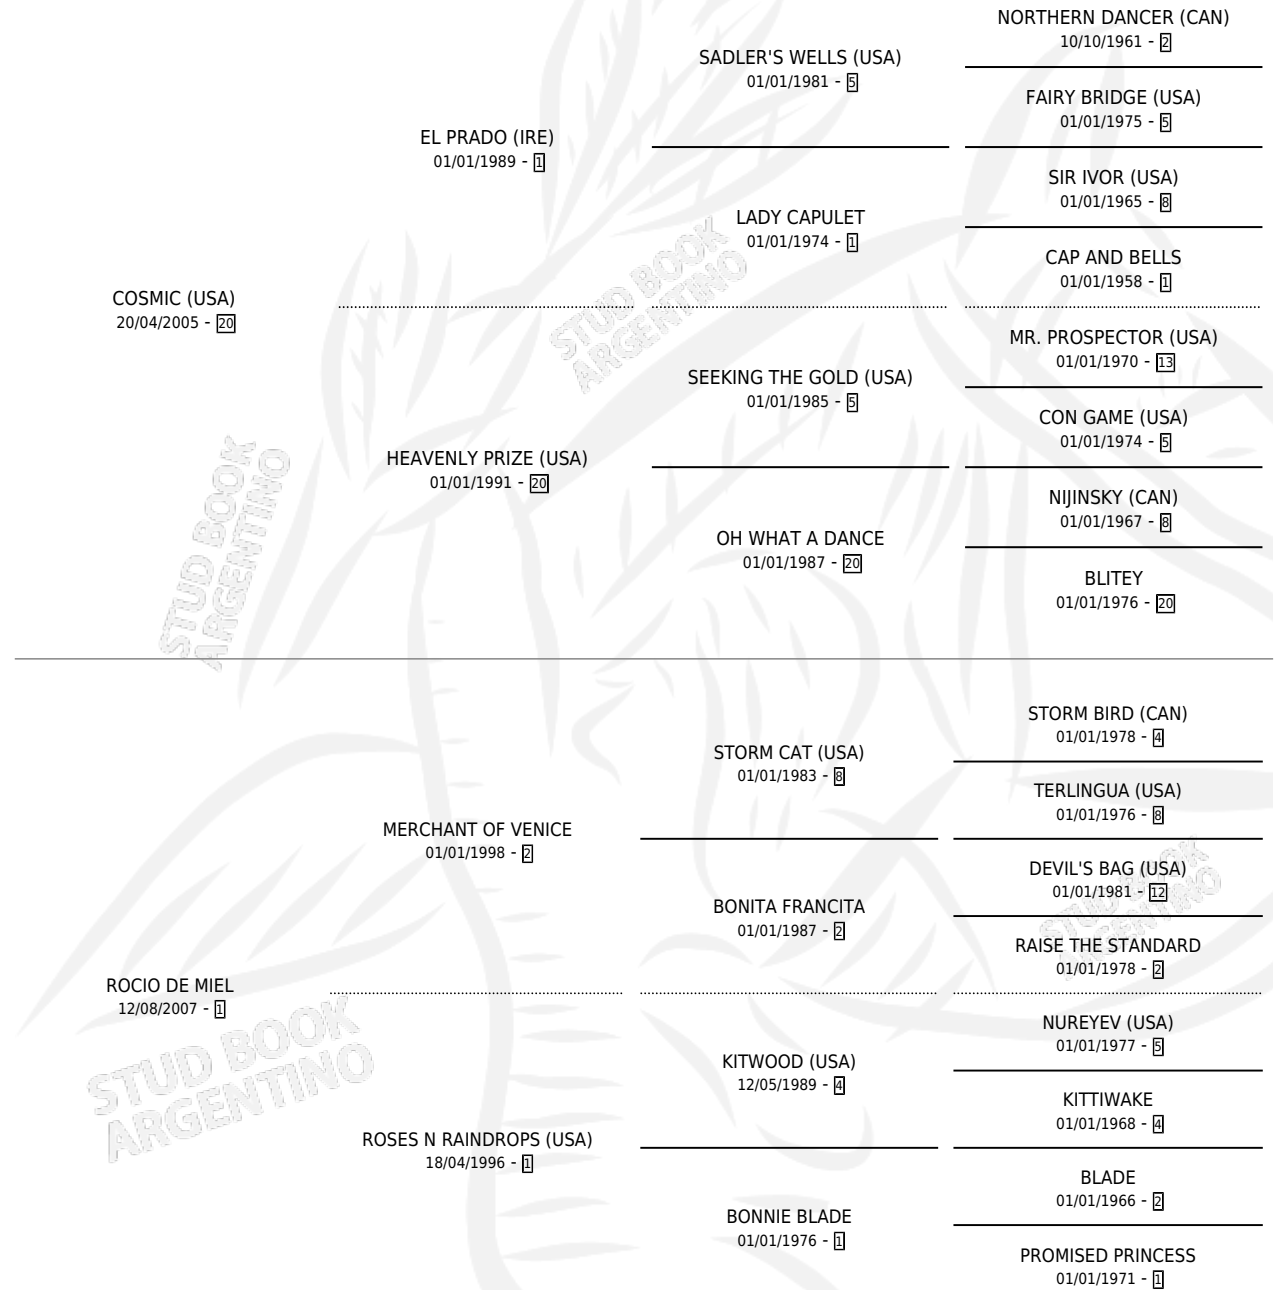 NORTHERN DANCER (CAN)
10/10/1961 - 2
SADLER'S WELLS (USA)
01/01/1981 - 5
FAIRY BRIDGE (USA)
01/01/1975 - 5
EL PRADO (IRE)
01/01/1989 - 1
SIR IVOR (USA)
01/01/1965 - 8
LADY CAPULET
01/01/1974 - 1
CAP AND BELLS
01/01/1958 - 1
COSMIC (USA)
20/04/2005 - 20
MR. PROSPECTOR (USA)
01/01/1970 - 13
SEEKING THE GOLD (USA)
01/01/1985 - 5
CON GAME (USA)
01/01/1974 - 5
HEAVENLY PRIZE (USA)
01/01/1991 - 20
NIJINSKY (CAN)
01/01/1967 - 8
OH WHAT A DANCE
01/01/1987 - 20
BLITEY
01/01/1976 - 20
STORM BIRD (CAN)
01/01/1978 - 4
STORM CAT (USA)
01/01/1983 - 8
TERLINGUA (USA)
01/01/1976 - 8
MERCHANT OF VENICE
01/01/1998 - 2
DEVIL'S BAG (USA)
01/01/1981 - 12
BONITA FRANCITA
01/01/1987 - 2
RAISE THE STANDARD
01/01/1978 - 2
ROCIO DE MIEL
12/08/2007 - 1
NUREYEV (USA)
01/01/1977 - 5
KITWOOD (USA)
12/05/1989 - 4
KITTIWAKE
01/01/1968 - 4
ROSES N RAINDROPS (USA)
18/04/1996 - 1
BLADE
01/01/1966 - 2
BONNIE BLADE
01/01/1976 - 1
PROMISED PRINCESS
01/01/1971 - 1
STUD BOOK
ARGENTINO
STUD BOOK
ARGENTINO
STUD BOOK
ARGENTINO
STUD BOOK
ARGENTINO